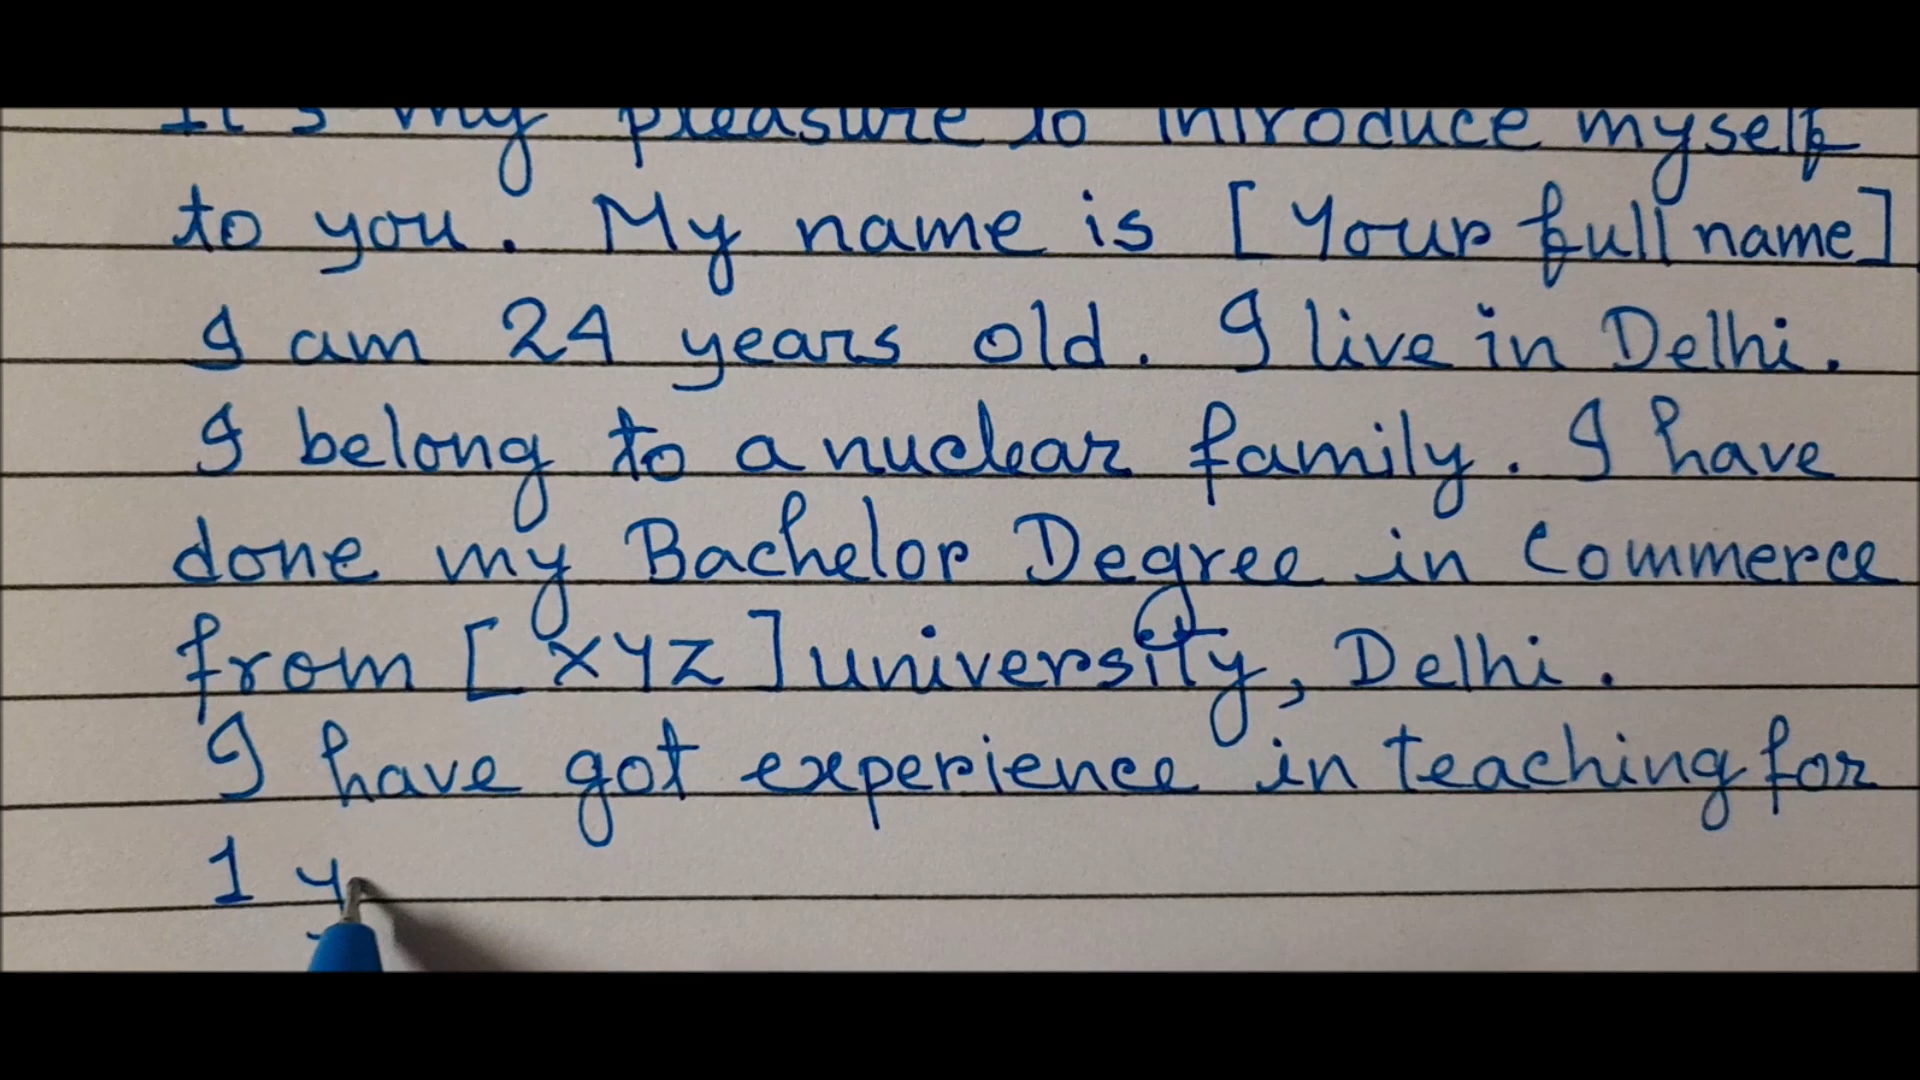 It's my pleasure to introduce myself
to you. My name is [Your full name]
I am 24 years old. I live in Delhi.
I belong to a nuclear family. I have
done my Bachelor Degree in Commerce
from [XYZ] university, Delhi.
I have got experience in teaching for
1 y